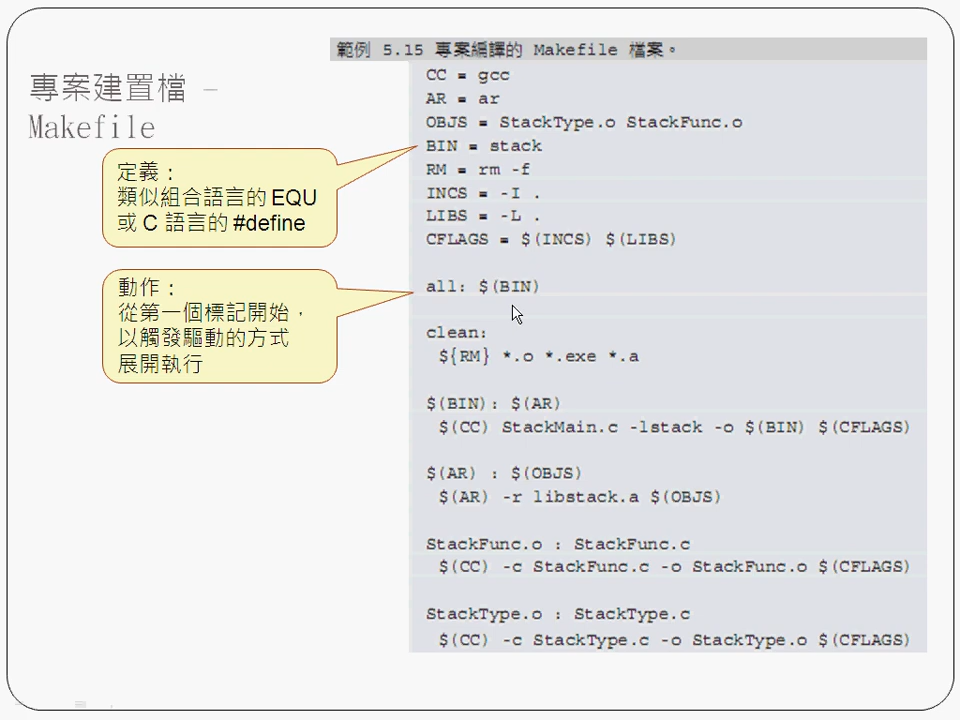 專案建置檔 –
Makefile
定義：
類似組合語言的 EQU
或 C 語言的 #define
動作：
從第一個標記開始，
以觸發驅動的方式
展開執行
範例 5.15 專案編譯的 Makefile 檔案。
CC = gcc
AR = ar
OBJS = StackType.o StackFunc.o
BIN = stack
RM = rm -f
INCS = -I .
LIBS = -L .
CFLAGS = $(INCS) $(LIBS)
all: $(BIN)
clean:
${RM} *.o *.exe *.a
$(BIN): $(AR)
$(CC) StackMain.c -lstack -o $(BIN) $(CFLAGS)
$(AR) : $(OBJS)
$(AR) -r libstack.a $(OBJS)
StackFunc.o : StackFunc.c
$(CC) -c StackFunc.c -o StackFunc.o $(CFLAGS)
StackType.o : StackType.c
$(CC) -c StackType.c -o StackType.o $(CFLAGS)